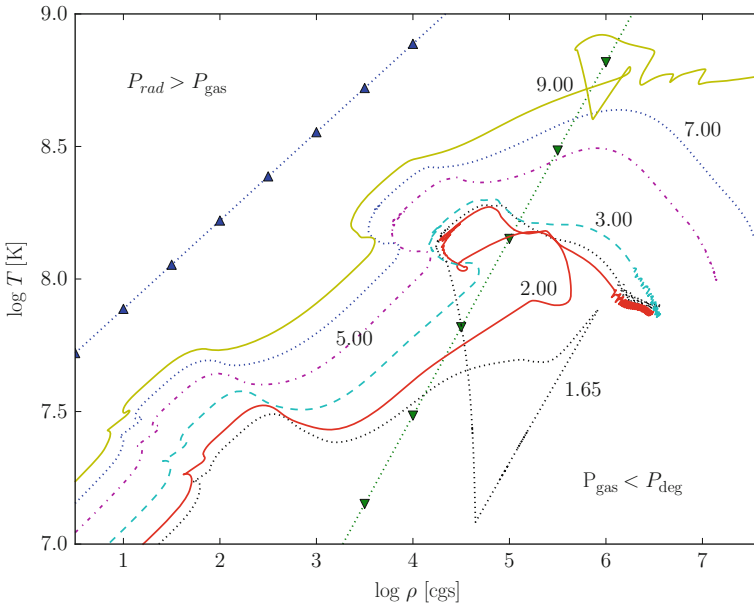 9.0
P_rad > P_gas
9.00
7.00
8.5
log T [K]
3.00
8.0
2.00
5.00
7.5
1.65
P_gas < P_deg
7.0
1 2 3 4 5 6 7
log ρ [cgs]